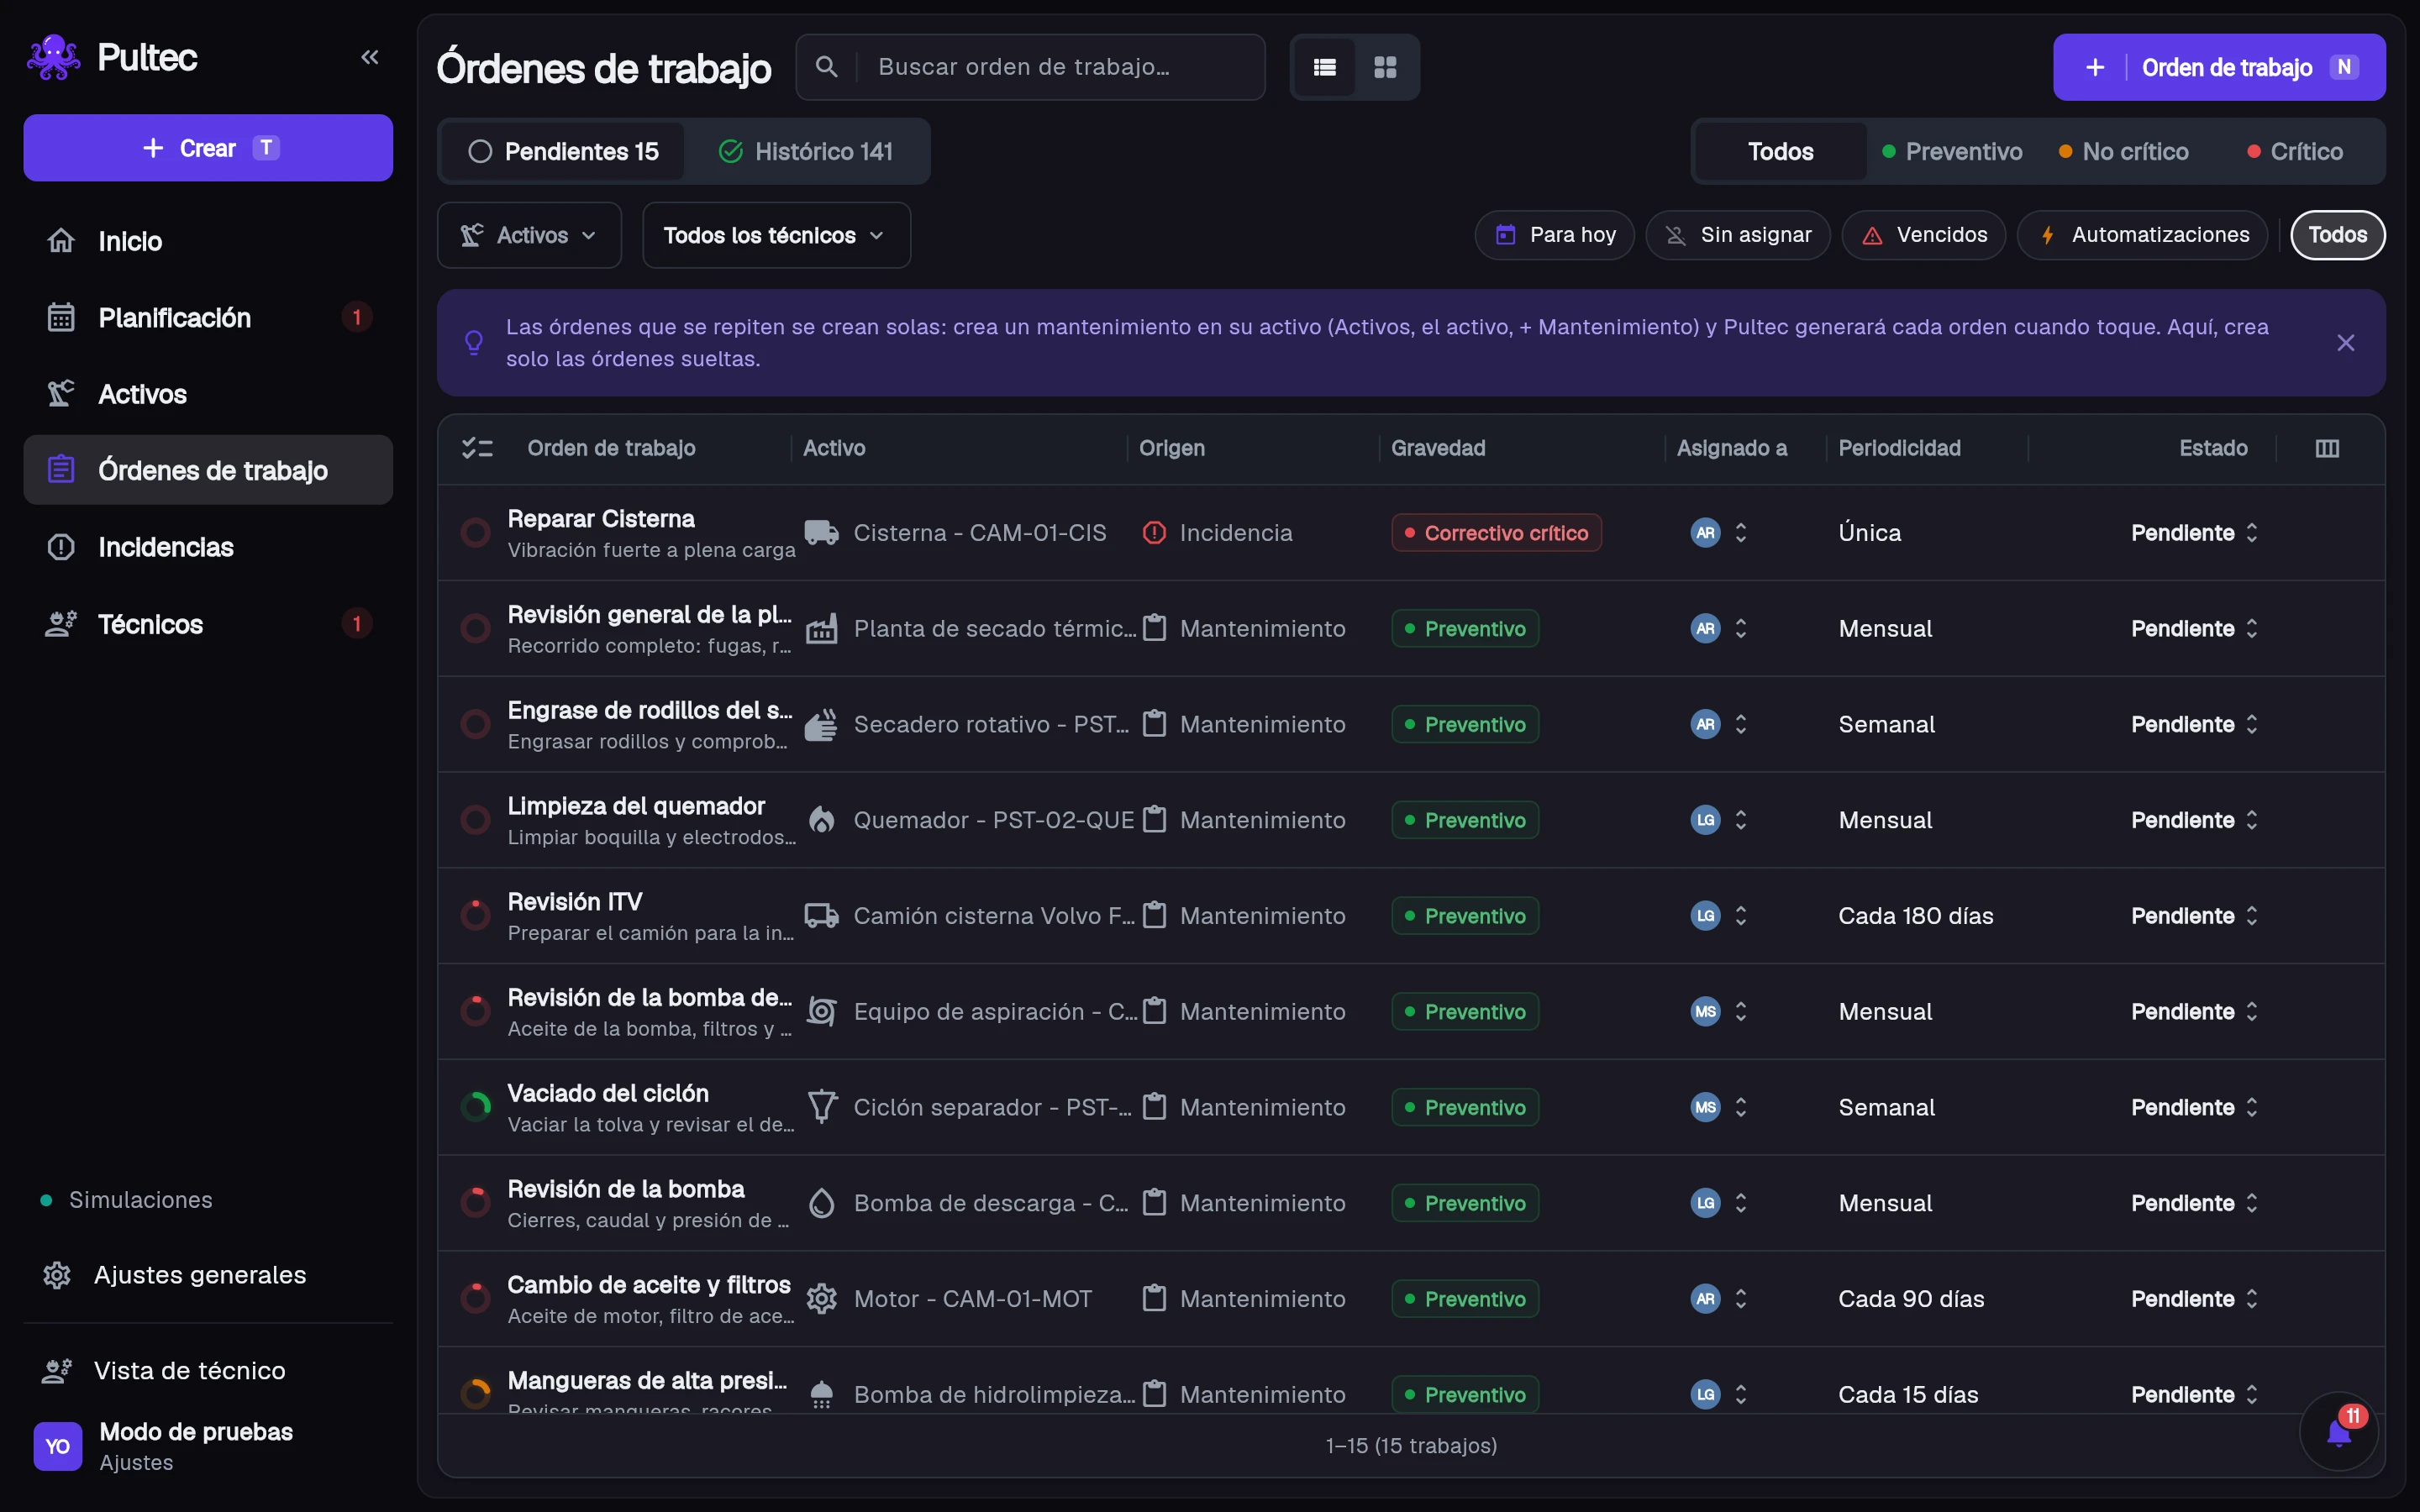 Pultec
Crear T
Inicio
Planificación 1
Activos
Órdenes de trabajo
Incidencias
Técnicos 1
Simulaciones
Ajustes generales
Vista de técnico
YO
Modo de pruebas
Ajustes
Órdenes de trabajo
Buscar orden de trabajo...
Orden de trabajo N
Pendientes 15
Histórico 141
Todos
Preventivo
No crítico
Crítico
Activos
Todos los técnicos
Para hoy
Sin asignar
Vencidos
Automatizaciones
Todos
Las órdenes que se repiten se crean solas: crea un mantenimiento en su activo (Activos, el activo, + Mantenimiento) y Pultec generará cada orden cuando toque. Aquí, crea
solo las órdenes sueltas.
Orden de trabajo Activo Origen Gravedad Asignado a Periodicidad Estado
Reparar Cisterna
Vibración fuerte a plena carga
Cisterna - CAM-01-CIS Incidencia Correctivo crítico AR Única Pendiente
Revisión general de la pl...
Recorrido completo: fugas, r...
Planta de secado térmic... Mantenimiento Preventivo AR Mensual Pendiente
Engrase de rodillos del s...
Engrasar rodillos y comprob...
Secadero rotativo - PST... Mantenimiento Preventivo AR Semanal Pendiente
Limpieza del quemador
Limpiar boquilla y electrodos...
Quemador - PST-02-QUE Mantenimiento Preventivo LG Mensual Pendiente
Revisión ITV
Preparar el camión para la in...
Camión cisterna Volvo F... Mantenimiento Preventivo LG Cada 180 días Pendiente
Revisión de la bomba de...
Aceite de la bomba, filtros y ...
Equipo de aspiración - C... Mantenimiento Preventivo MS Mensual Pendiente
Vaciado del ciclón
Vaciar la tolva y revisar el de...
Ciclón separador - PST-... Mantenimiento Preventivo MS Semanal Pendiente
Revisión de la bomba
Cierres, caudal y presión de ...
Bomba de descarga - C... Mantenimiento Preventivo LG Mensual Pendiente
Cambio de aceite y filtros
Aceite de motor, filtro de ace...
Motor - CAM-01-MOT Mantenimiento Preventivo AR Cada 90 días Pendiente
Mangueras de alta presi...
Revisar mangueras, racores
Bomba de hidrolimpieza... Mantenimiento Preventivo LG Cada 15 días Pendiente
11
1–15 (15 trabajos)